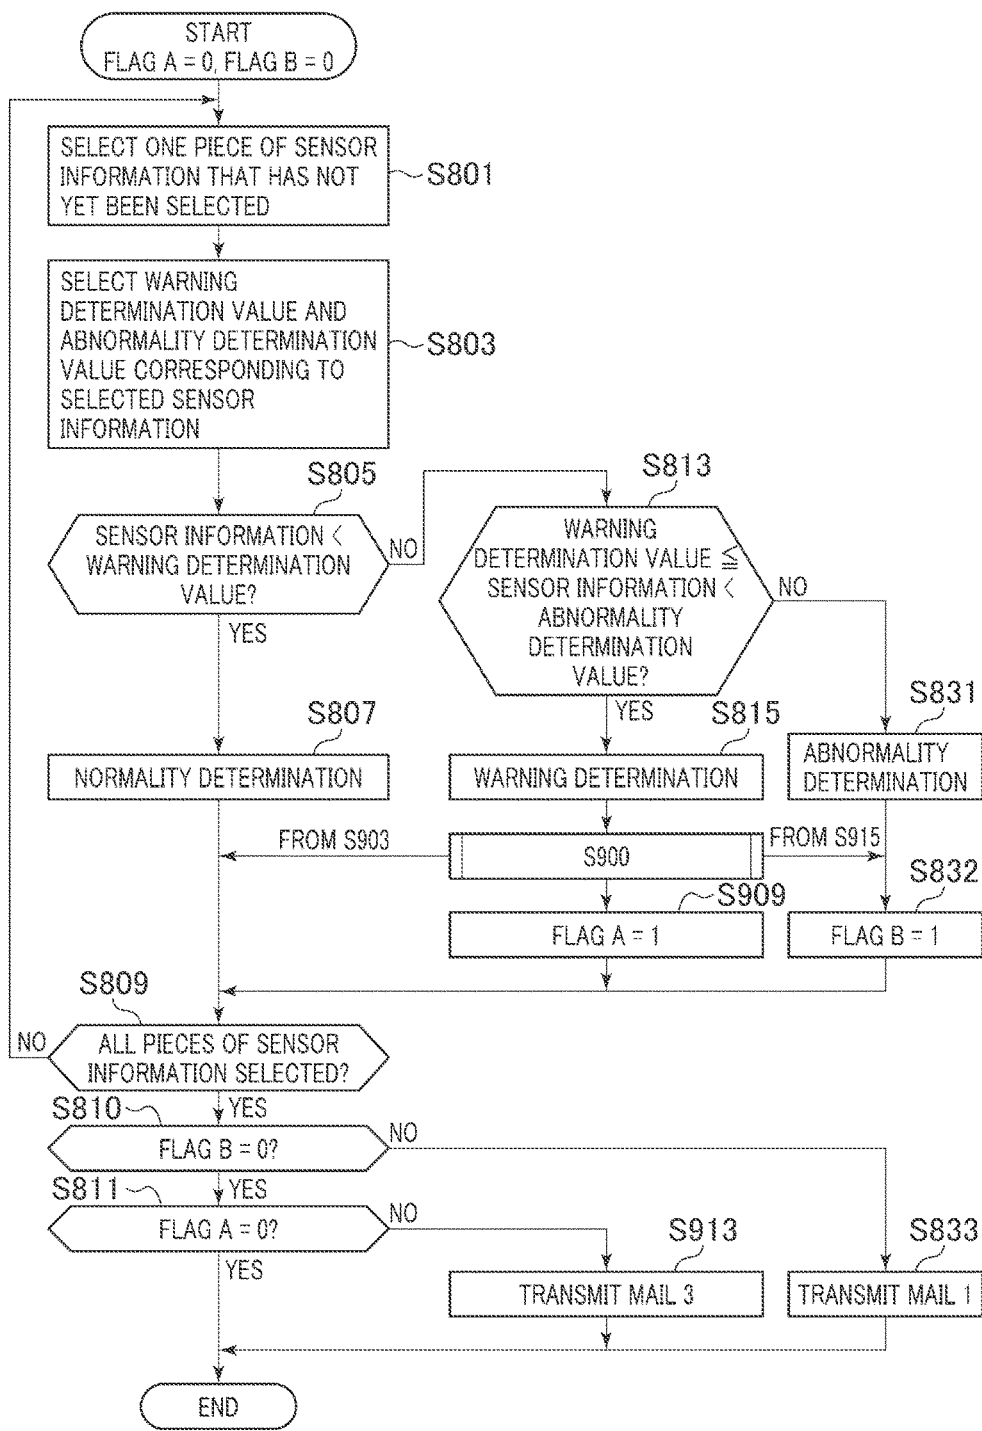 START
FLAG A = 0, FLAG B = 0
SELECT ONE PIECE OF SENSOR
INFORMATION THAT HAS NOT
YET BEEN SELECTED
S801
SELECT WARNING
DETERMINATION VALUE AND
ABNORMALITY DETERMINATION
VALUE CORRESPONDING TO
SELECTED SENSOR
INFORMATION
S803
S805
SENSOR INFORMATION <
WARNING DETERMINATION
VALUE?
NO
YES
S813
WARNING
DETERMINATION VALUE ≦
SENSOR INFORMATION <
ABNORMALITY
DETERMINATION
VALUE?
NO
YES
S807
NORMALITY DETERMINATION
S815
WARNING DETERMINATION
S831
ABNORMALITY
DETERMINATION
FROM S903
S900
FROM S915
S909
FLAG A = 1
S832
FLAG B = 1
S809
NO
ALL PIECES OF SENSOR
INFORMATION SELECTED?
YES
S810
FLAG B = 0?
NO
YES
S811
FLAG A = 0?
NO
YES
S913
TRANSMIT MAIL 3
S833
TRANSMIT MAIL 1
END